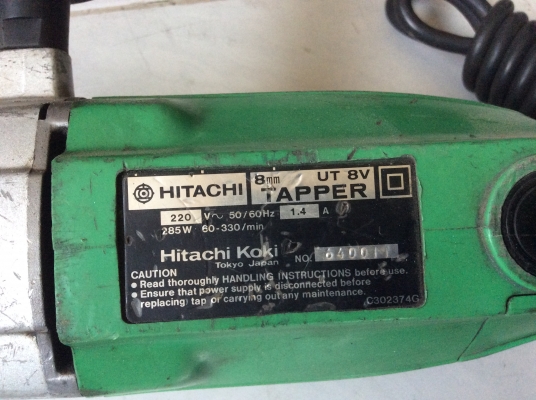 HITACHI 8mm UT 8V
TAPPER
220 V~ 50/60Hz 1.4 A
285W 60-330/min
Hitachi Koki NO.
Tokyo Japan
CAUTION
● Read thoroughly HANDLING INSTRUCTIONS before use.
● Ensure that power supply is disconnected before
replacing tap or carrying out any maintenance.
C302374G